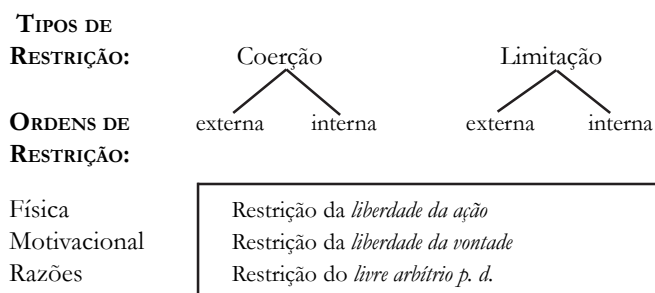 TIPOS DE
RESTRIÇÃO: Coerção Limitação
ORDENS DE externa interna externa interna
RESTRIÇÃO:
Física Restrição da liberdade da ação
Motivacional Restrição da liberdade da vontade
Razões Restrição do livre arbítrio p. d.